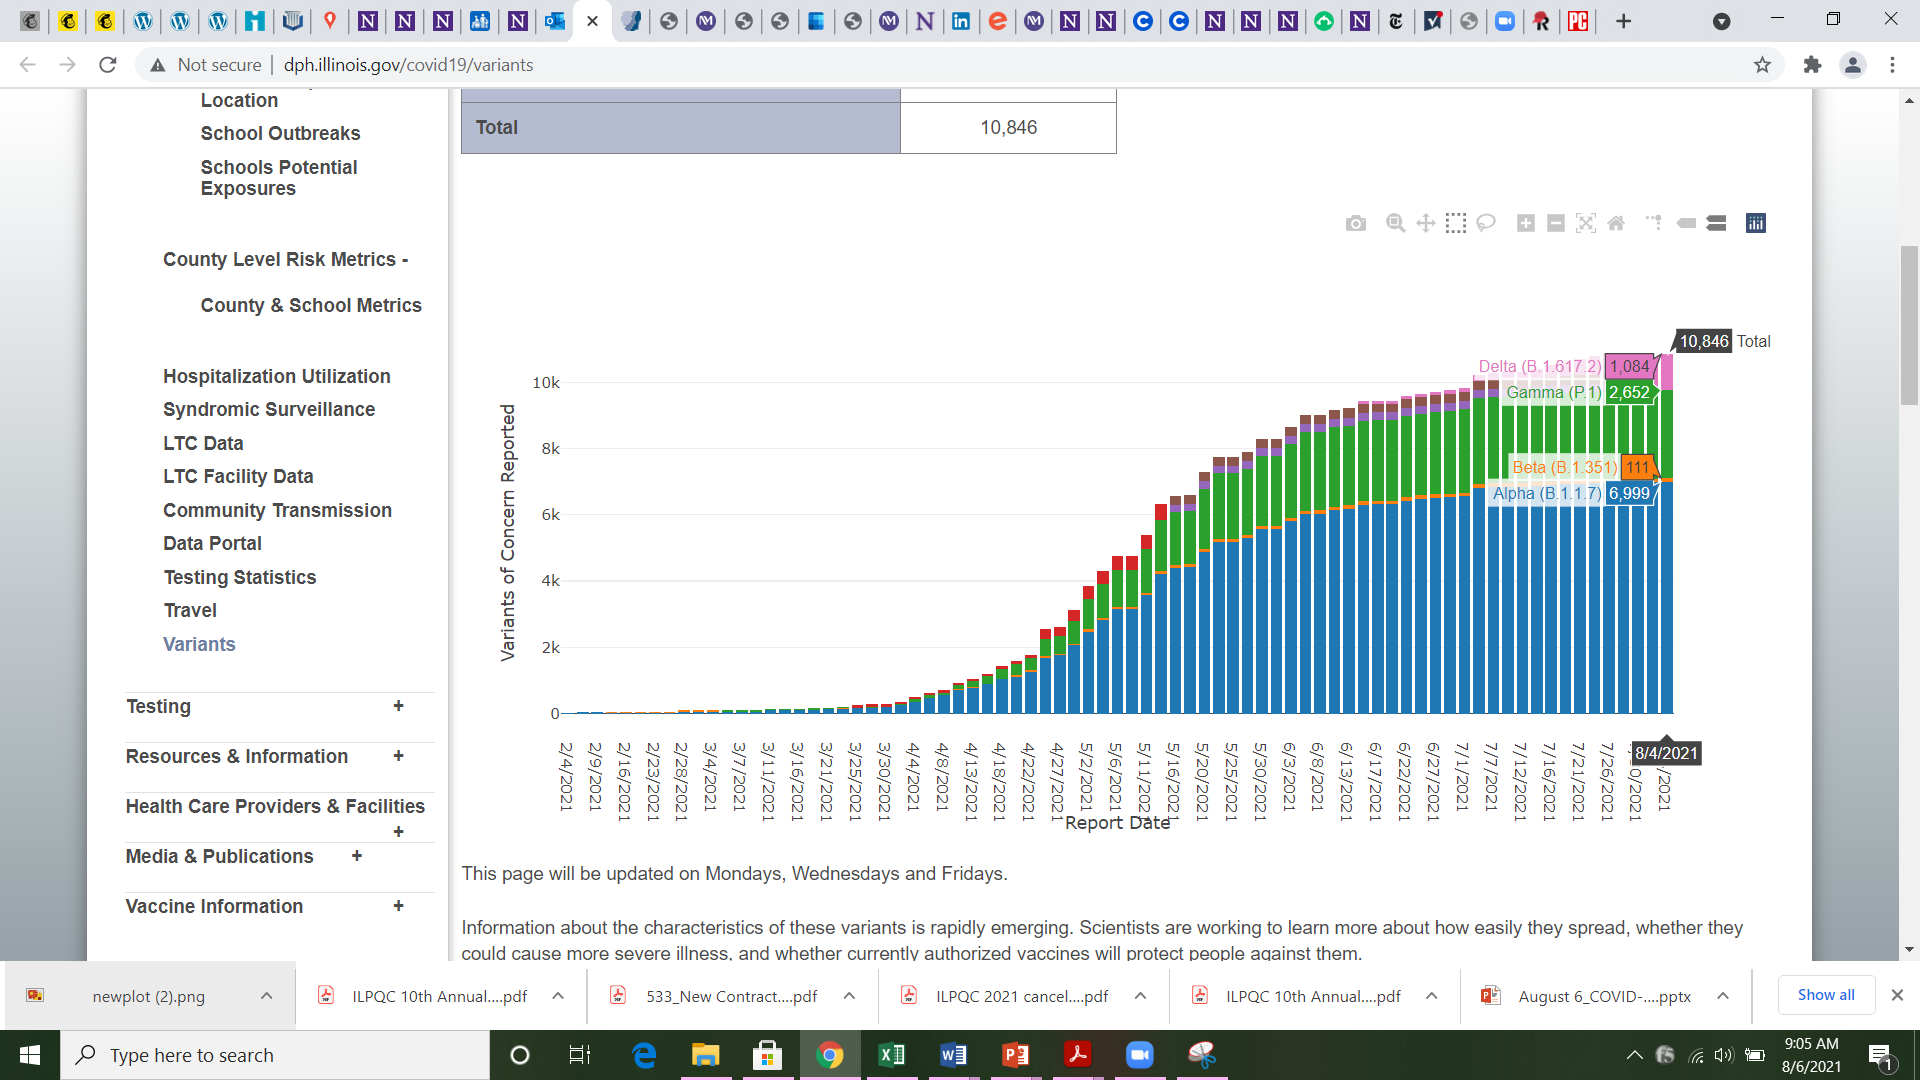 Not secure | dph.illinois.gov/covid19/variants
Location
School Outbreaks
Schools Potential
Exposures
County Level Risk Metrics -
County & School Metrics
Hospitalization Utilization
Syndromic Surveillance
LTC Data
LTC Facility Data
Community Transmission
Data Portal
Testing Statistics
Travel
Variants
Testing +
Resources & Information +
Health Care Providers & Facilities
+
Media & Publications +
Vaccine Information +
Total 10,846
10,846 Total
Delta (B.1.617.2) 1,084
Gamma (P.1) 2,652
Beta (B.1.351) 111
Alpha (B.1.1.7) 6,999
Variants of Concern Reported
10k
8k
6k
4k
2k
0
2/4/2021
2/9/2021
2/16/2021
2/23/2021
2/28/2021
3/4/2021
3/7/2021
3/11/2021
3/16/2021
3/21/2021
3/25/2021
3/30/2021
4/4/2021
4/8/2021
4/13/2021
4/18/2021
4/22/2021
4/27/2021
5/2/2021
5/6/2021
5/11/2021
5/16/2021
5/20/2021
5/25/2021
5/30/2021
6/3/2021
6/8/2021
6/13/2021
6/17/2021
6/22/2021
6/27/2021
7/1/2021
7/7/2021
7/12/2021
7/16/2021
7/21/2021
7/26/2021
8/4/2021
Report Date
This page will be updated on Mondays, Wednesdays and Fridays.
Information about the characteristics of these variants is rapidly emerging. Scientists are working to learn more about how easily they spread, whether they
could cause more severe illness, and whether currently authorized vaccines will protect people against them.
newplot (2).png
ILPQC 10th Annual....pdf
533_New Contract....pdf
ILPQC 2021 cancel....pdf
ILPQC 10th Annual....pdf
August 6_COVID-....pptx
Show all
Type here to search
9:05 AM
8/6/2021
1